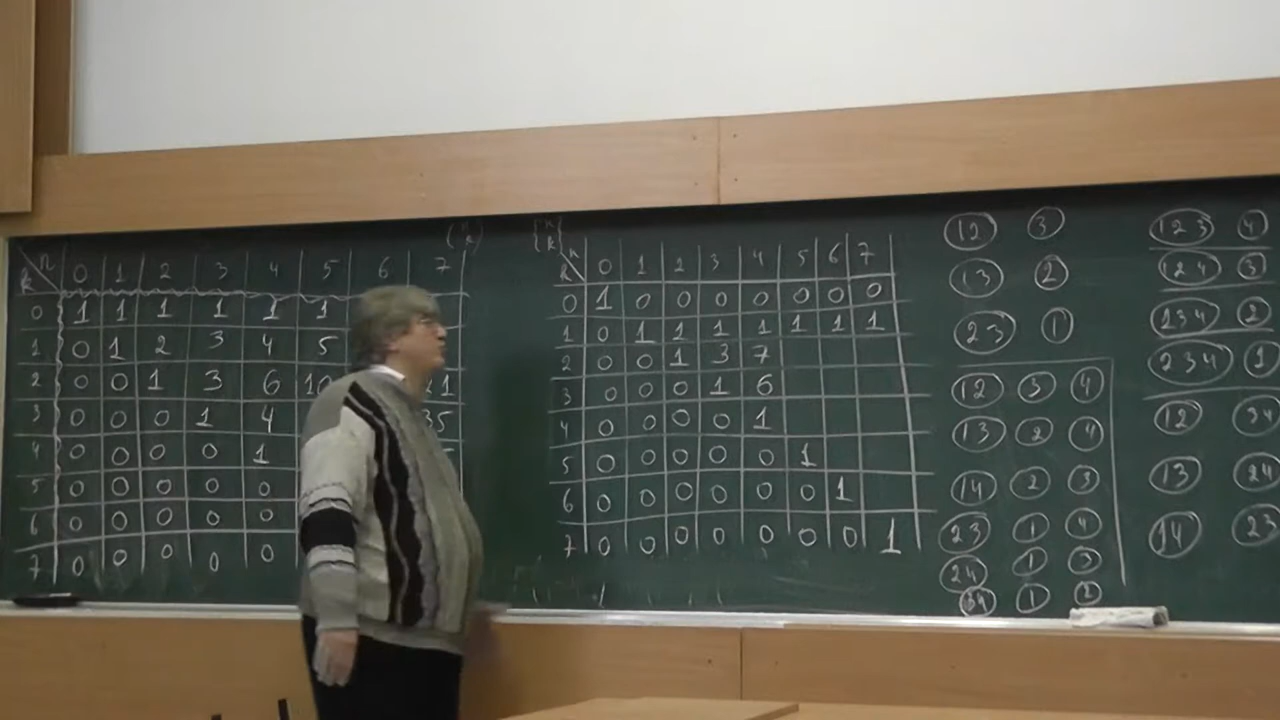 n 0 1 2 3 4 5 6 7
k
0 1 1 1 1 1 1
1 0 1 2 3 4 5
2 0 0 1 3 6 10 1
3 0 0 0 1 4 35
4 0 0 0 0 1
5 0 0 0 0 0
6 0 0 0 0 0
7 0 0 0 0 0
(n k)
{n k}
n 0 1 2 3 4 5 6 7
k
0 1 0 0 0 0 0 0 0
1 0 1 1 1 1 1 1 1
2 0 0 1 3 7
3 0 0 0 1 6
4 0 0 0 0 1
5 0 0 0 0 0 1
6 0 0 0 0 0 0 1
7 0 0 0 0 0 0 0 1
12 3
13 2
23 1
12 3 4
13 2 4
14 2 3
23 1 4
24 1 3
34 1 2
123 4
124 3
234 2
234 1
12 34
13 24
14 23